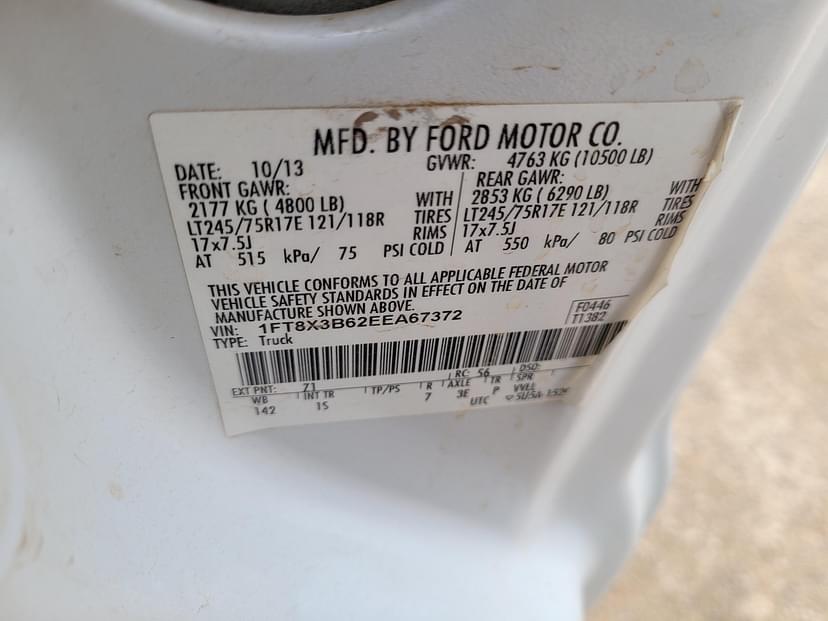 MFD. BY FORD MOTOR CO.
DATE: 10/13 GVWR: 4763 KG (10500 LB)
FRONT GAWR: REAR GAWR:
2177 KG ( 4800 LB) WITH 2853 KG ( 6290 LB) WITH
LT245/75R17E 121/118R TIRES LT245/75R17E 121/118R TIRES
17x7.5J RIMS 17x7.5J RIMS
AT 515 kPa/ 75 PSI COLD AT 550 kPa/ 80 PSI COLD
THIS VEHICLE CONFORMS TO ALL APPLICABLE FEDERAL MOTOR
VEHICLE SAFETY STANDARDS IN EFFECT ON THE DATE OF
MANUFACTURE SHOWN ABOVE.
VIN: 1FT8X3B62EEA67372 F0446
TYPE: Truck T1382
EXT PNT: 71 RC: 56 DSO:
WB INT TR TP/PS R AXLE TR SPR
142 IS 7 3E P VVLL
UTC